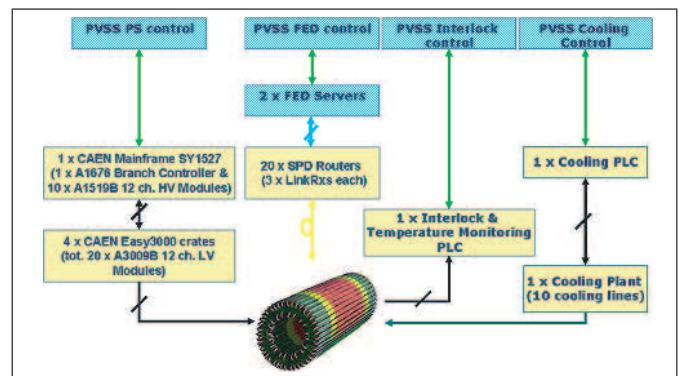 PVSS PS control
PVSS FED control
PVSS Interlock
control
PVSS Cooling
Control
2 x FED Servers
1 x CAEN Mainframe SY1527
(1 x A1676 Branch Controller &
10 x A1519B 12 ch. HV Modules)
20 x SPD Routers
(3 x LinkRxs each)
1 x Cooling PLC
1 x Interlock &
Temperature Monitoring
PLC
4 x CAEN Easy3000 crates
(tot. 20 x A3009B 12 ch. LV
Modules)
1 x Cooling Plant
(10 cooling lines)